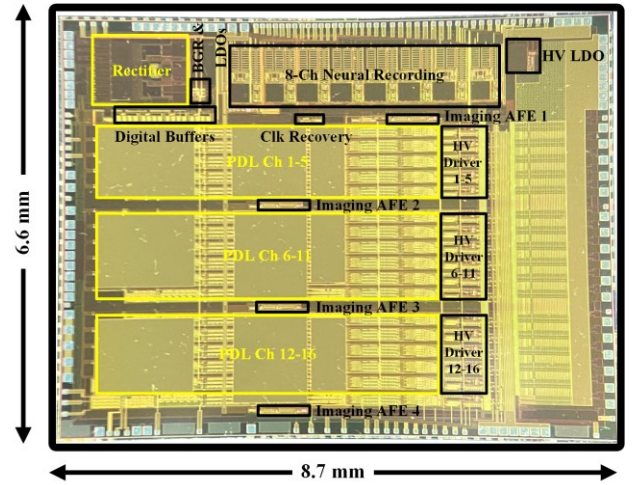 BGR &
LDOs
Rectifier
8-Ch Neural Recording
HV LDO
Digital Buffers
Clk Recovery
Imaging AFE 1
PDL Ch 1-5
HV
Driver
1-5
Imaging AFE 2
PDL Ch 6-11
HV
Driver
6-11
Imaging AFE 3
PDL Ch 12-16
HV
Driver
12-16
Imaging AFE 4
6.6 mm
8.7 mm